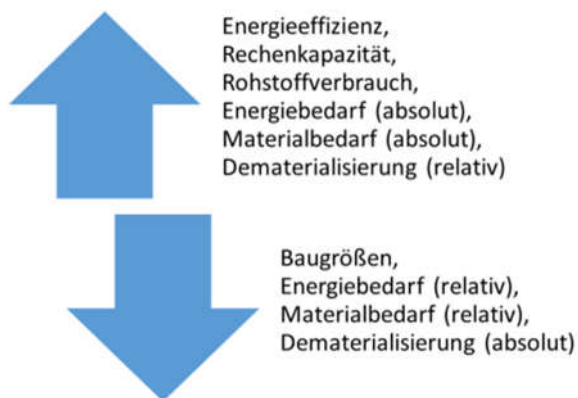 Energieeffizienz,
Rechenkapazität,
Rohstoffverbrauch,
Energiebedarf (absolut),
Materialbedarf (absolut),
Dematerialisierung (relativ)
Baugrößen,
Energiebedarf (relativ),
Materialbedarf (relativ),
Dematerialisierung (absolut)